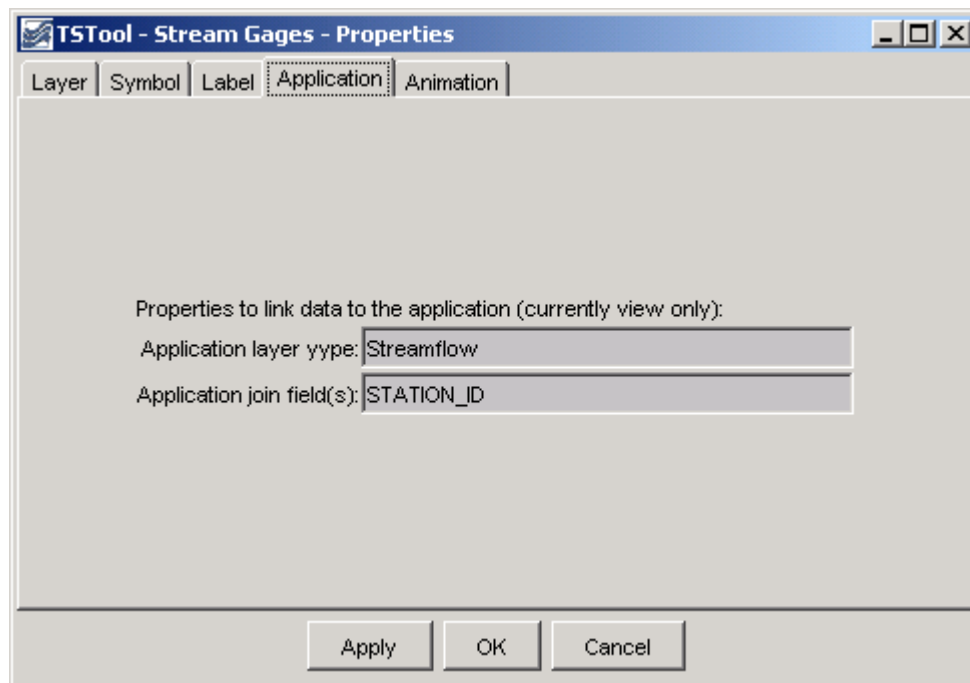 TSTool - Stream Gages - Properties
Layer Symbol Label Application Animation
Properties to link data to the application (currently view only):
Application layer yype: Streamflow
Application join field(s): STATION_ID
Apply OK Cancel